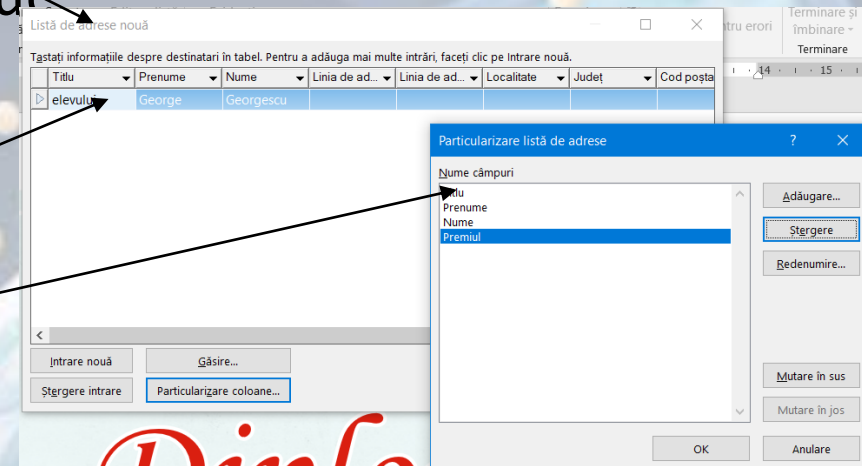 Listă de adrese nouă
Tastați informațiile despre destinatari în tabel. Pentru a adăuga mai multe intrări, faceți clic pe Intrare nouă.
Titlu Prenume Nume Linia de ad... Linia de ad... Localitate Județ Cod poșta
elevului George Georgescu
Intrare nouă Găsire...
Ștergere intrare Particularizare coloane...
tru erori
Terminare și
îmbinare
Terminare
14 15
Particularizare listă de adrese ?
Nume câmpuri
Titlu
Prenume
Nume
Premiul
Adăugare...
Ștergere
Redenumire...
Mutare în sus
Mutare în jos
OK Anulare